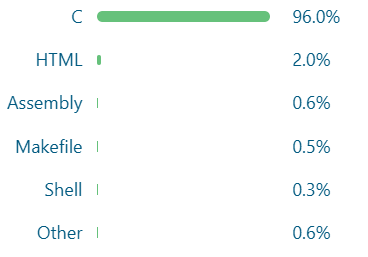 C 96.0%
HTML 2.0%
Assembly 0.6%
Makefile 0.5%
Shell 0.3%
Other 0.6%